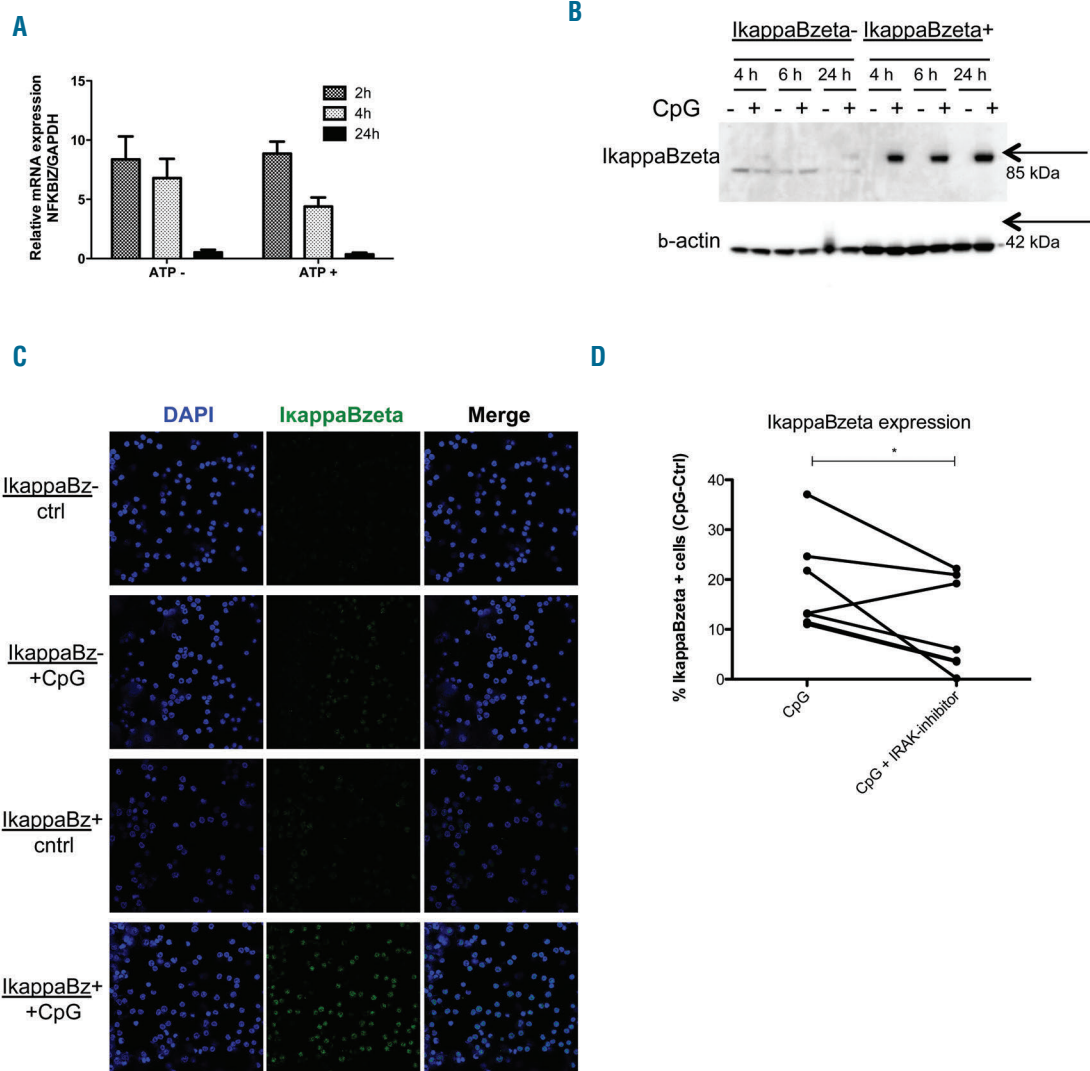 A
Relative mRNA expression
NFKBIZ/GAPDH
15
10
5
0
2h
4h
24h
ATP -
ATP +
B
IkappaBzeta- IkappaBzeta+
4 h 6 h 24 h 4 h 6 h 24 h
CpG - + - + - + - + - + - +
IkappaBzeta
85 kDa
b-actin
42 kDa
C
DAPI IκappaBzeta Merge
IkappaBz-
ctrl
IkappaBz-
+CpG
IkappaBz+
cntrl
IkappaBz+
+CpG
D
IkappaBzeta expression
*
% IkappaBzeta + cells (CpG-Ctrl)
40
30
20
10
0
CpG
CpG + IRAK-inhibitor